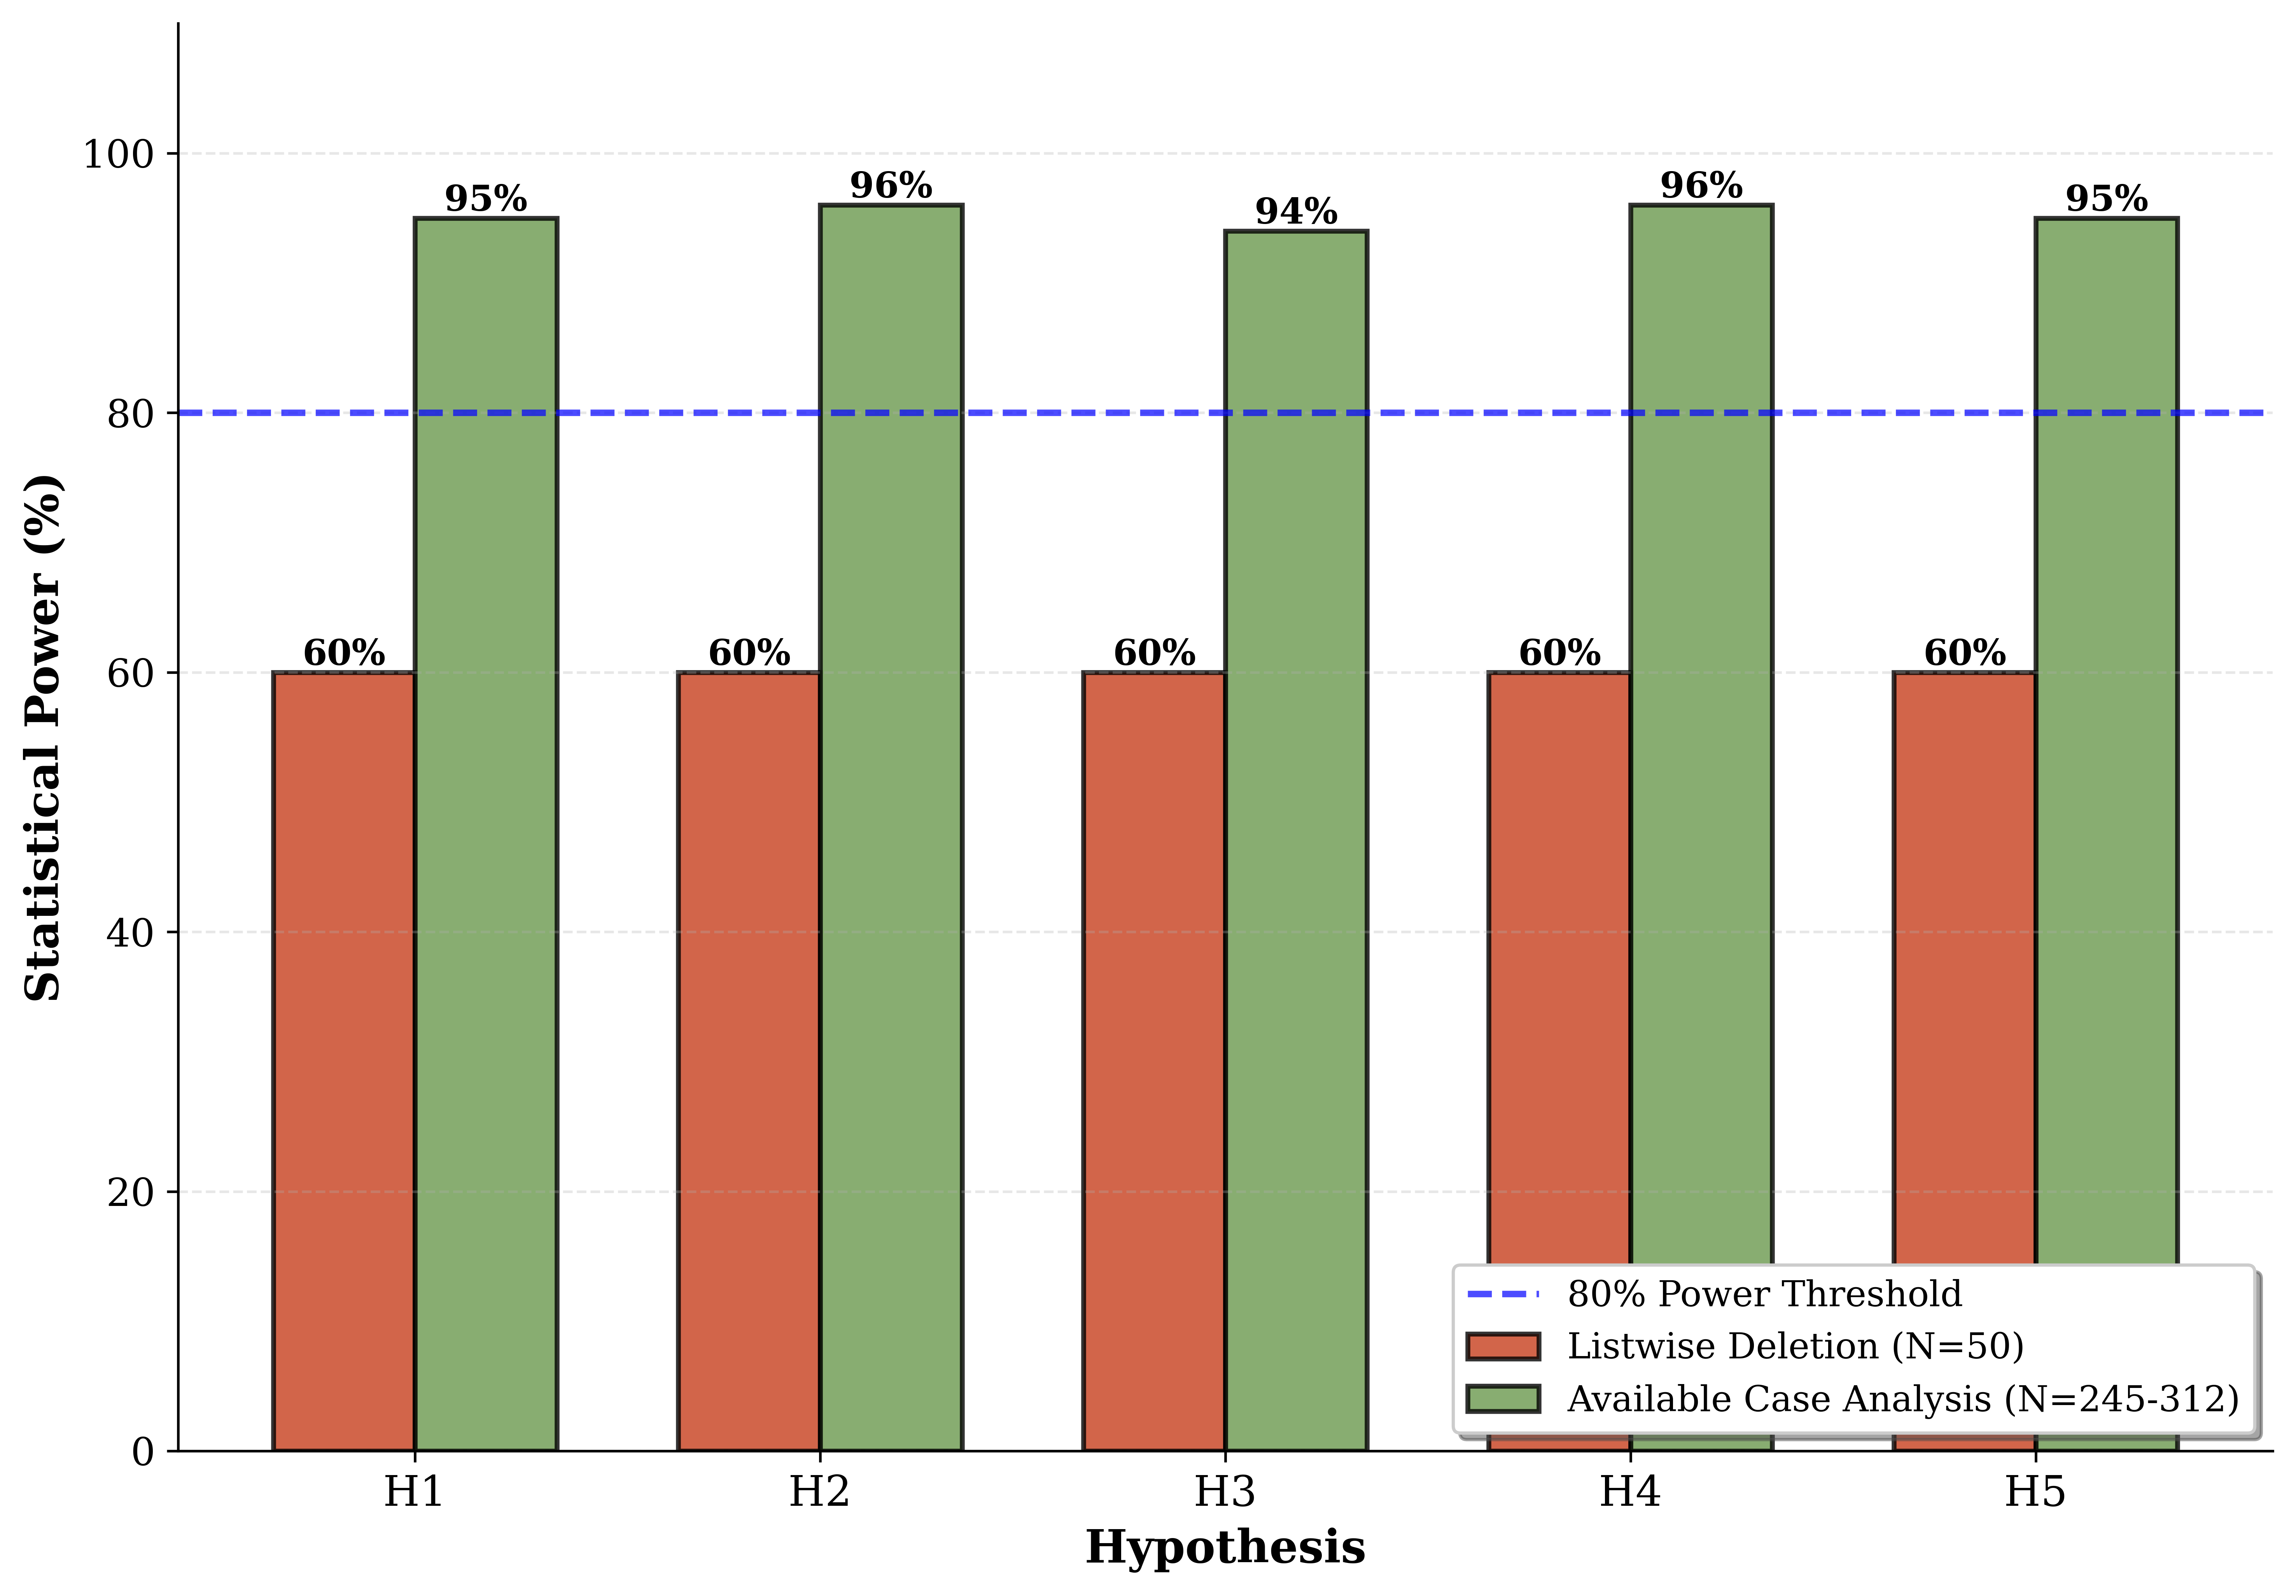 Statistical Power (%)
100
80
60
40
20
0
60%
95%
60%
96%
60%
94%
60%
96%
60%
95%
80% Power Threshold
Listwise Deletion (N=50)
Available Case Analysis (N=245-312)
H1
H2
H3
H4
H5
Hypothesis